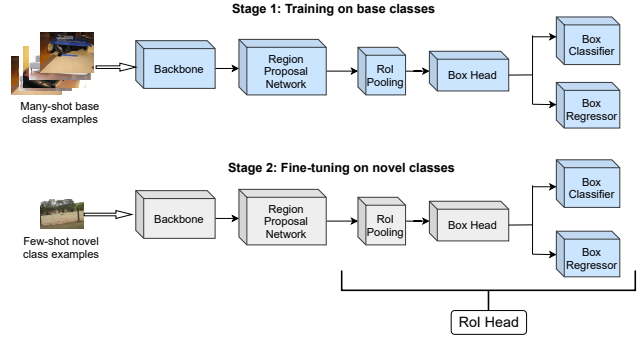 Stage 1: Training on base classes
Backbone
Region
Proposal
Network
RoI
Pooling
Box Head
Box
Classifier
Box
Regressor
Many-shot base
class examples
Stage 2: Fine-tuning on novel classes
Backbone
Region
Proposal
Network
RoI
Pooling
Box Head
Box
Classifier
Box
Regressor
Few-shot novel
class examples
RoI Head